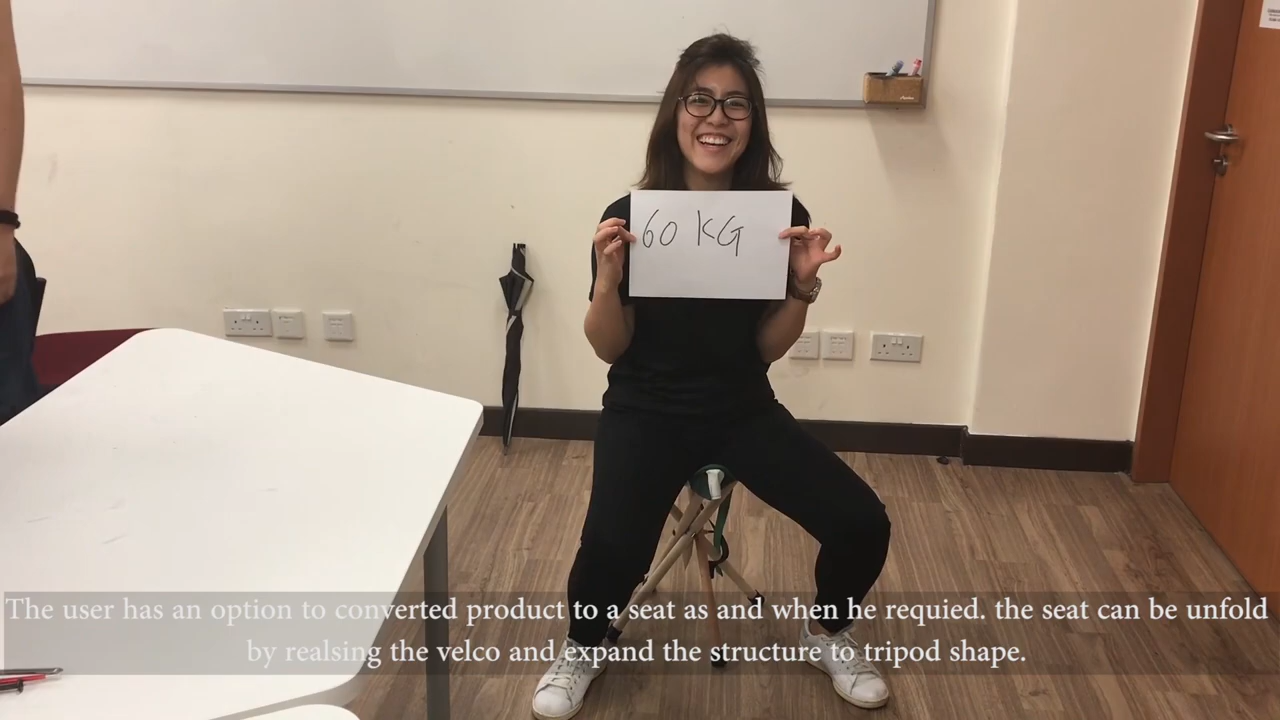 60 KG
The user has an option to converted product to a seat as and when he requied. the seat can be unfold
by realsing the velco and expand the structure to tripod shape.